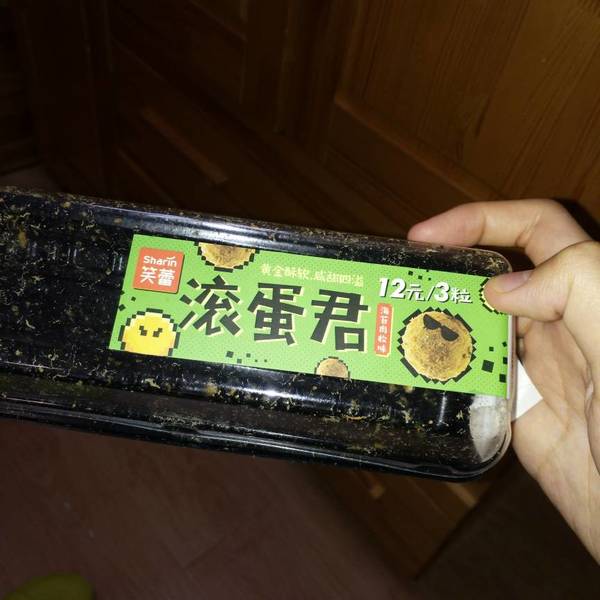 Sharin
笑蕾
黄金酥软,咸甜四溢
滚蛋君
海苔肉松味
12元/3粒